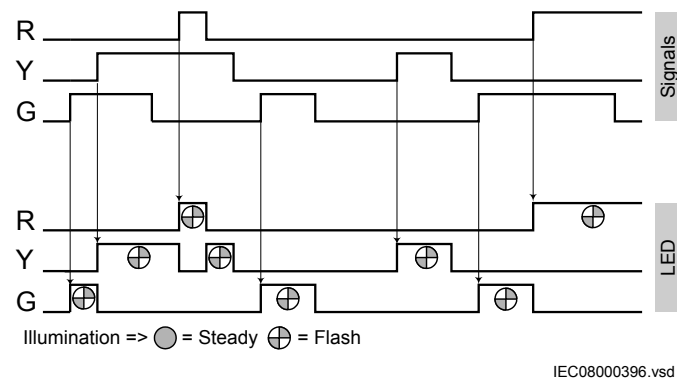 R
Y
G
Signals
R
Y
G
LED
Illumination => = Steady = Flash
IEC08000396.vsd